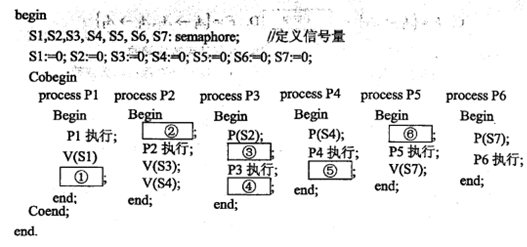 begin
S1,S2,S3, S4, S5, S6, S7: semaphore; //定义信号量
S1:=0; S2:=0; S3:=0; S4:=0; S5:=0; S6:=0; S7:=0;
Cobegin
process P1 process P2 process P3 process P4 process P5 process P6
Begin Begin Begin Begin Begin Begin
P1 执行; ② ; P(S2); P(S4); ⑥ ; P(S7);
V(S1) P2 执行; ③ ; P4 执行; P5 执行; P6 执行;
① ; V(S3); P3 执行; ⑤ ; V(S7); end;
end; V(S4); ④ ; end; end;
Coend; end; end;
end.